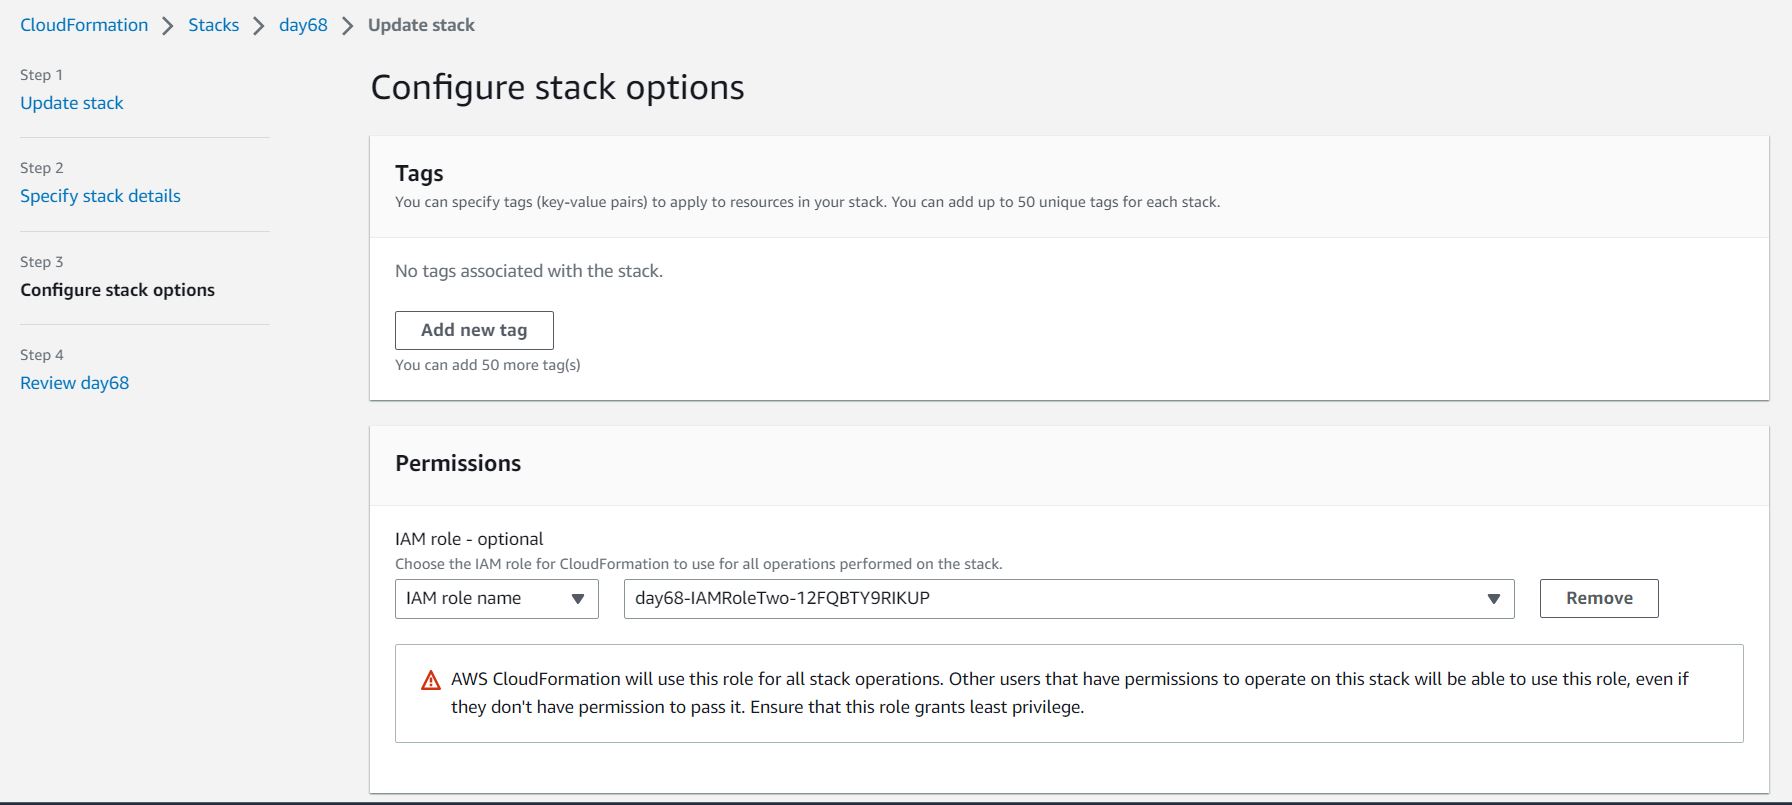 CloudFormation > Stacks > day68 > Update stack
Step 1
Update stack
Step 2
Specify stack details
Step 3
Configure stack options
Step 4
Review day68
Configure stack options
Tags
You can specify tags (key-value pairs) to apply to resources in your stack. You can add up to 50 unique tags for each stack.
No tags associated with the stack.
Add new tag
You can add 50 more tag(s)
Permissions
IAM role - optional
Choose the IAM role for CloudFormation to use for all operations performed on the stack.
IAM role name day68-IAMRoleTwo-12FQBTY9RIKUP Remove
AWS CloudFormation will use this role for all stack operations. Other users that have permissions to operate on this stack will be able to use this role, even if
they don't have permission to pass it. Ensure that this role grants least privilege.